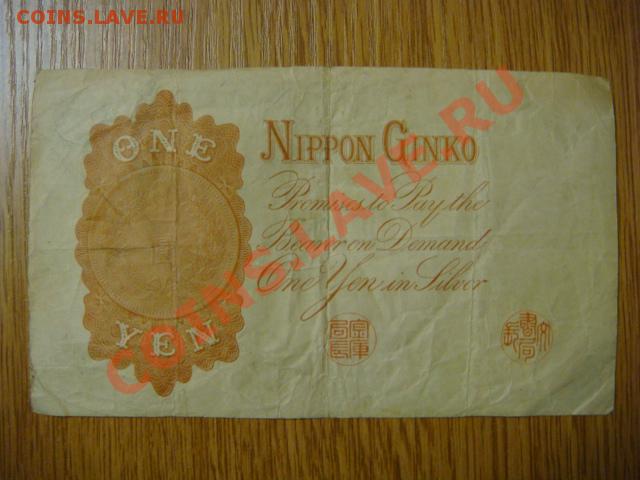 COINS.LAVE.RU
COINS.LAVE.РУ
ONE
YEN
NIPPON GINKO
Promises to Pay the
Bearer on Demand
One Yen in Silver